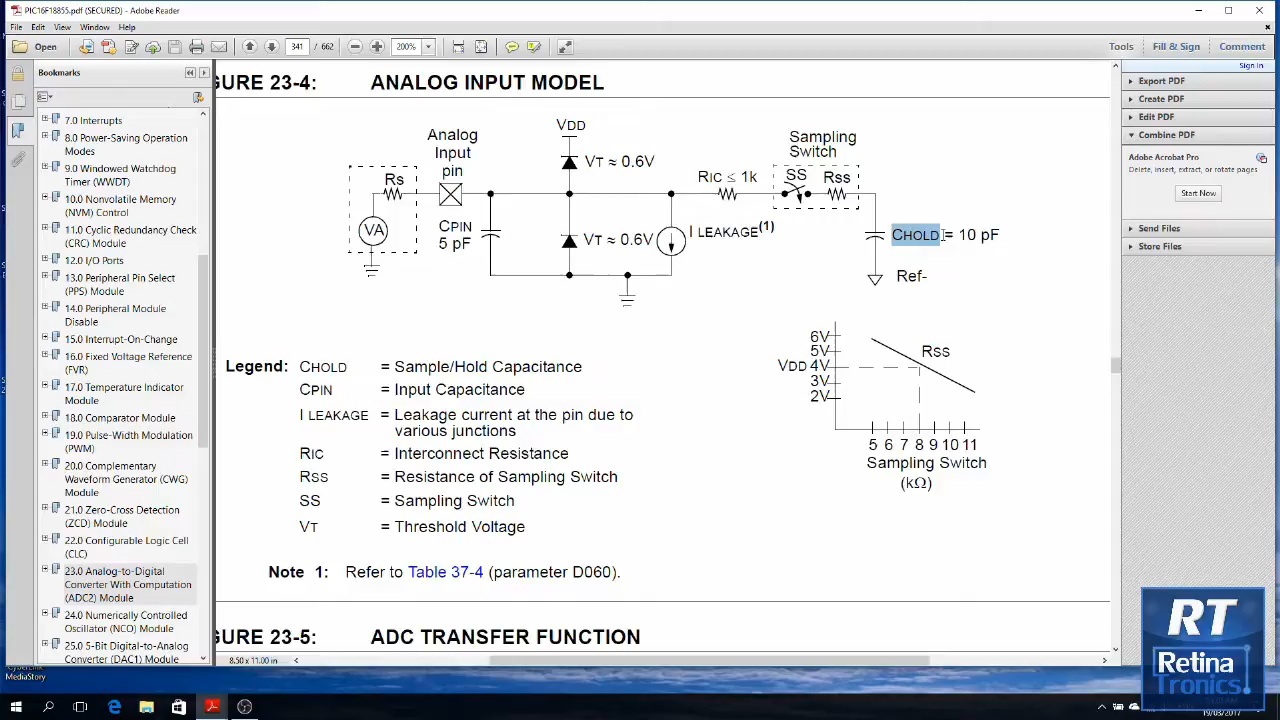 PIC16F18855.pdf (SECURED) - Adobe Reader
File Edit View Window Help
Open 341 / 662 200% Tools Fill & Sign Comment
Sign In
Bookmarks
7.0 Interrupts
8.0 Power-Saving Operation
Modes
9.0 Windowed Watchdog
Timer (WWDT)
10.0 Nonvolatile Memory
(NVM) Control
11.0 Cyclic Redundancy Check
(CRC) Module
12.0 I/O Ports
13.0 Peripheral Pin Select
(PPS) Module
14.0 Peripheral Module
Disable
15.0 Interrupt-On-Change
16.0 Fixed Voltage Reference
(FVR)
17.0 Temperature Indicator
Module
18.0 Comparator Module
19.0 Pulse-Width Modulation
(PWM)
20.0 Complementary
Waveform Generator (CWG)
Module
21.0 Zero-Cross Detection
(ZCD) Module
22.0 Configurable Logic Cell
(CLC)
23.0 Analog-to-Digital
Converter With Computation
(ADC2) Module
24.0 Numerically Controlled
Oscillator (NCO) Module
25.0 5-Bit Digital-to-Analog
Converter (DAC1) Module
GURE 23-4: ANALOG INPUT MODEL
VDD
Analog
Input
pin
Sampling
Switch
VT ≈ 0.6V
Rs
RIC ≤ 1k
SS
RSS
VA
CPIN
5 pF
VT ≈ 0.6V
I LEAKAGE(1)
CHOLD = 10 pF
Ref-
6V
5V
VDD 4V
3V
2V
RSS
5 6 7 8 9 10 11
Sampling Switch
(kΩ)
Legend: CHOLD = Sample/Hold Capacitance
CPIN = Input Capacitance
I LEAKAGE = Leakage current at the pin due to
various junctions
RIC = Interconnect Resistance
RSS = Resistance of Sampling Switch
SS = Sampling Switch
VT = Threshold Voltage
Note 1: Refer to Table 37-4 (parameter D060).
GURE 23-5: ADC TRANSFER FUNCTION
8.50 x 11.00 in
Export PDF
Create PDF
Edit PDF
Combine PDF
Adobe Acrobat Pro
Delete, insert, extract, or rotate pages
Start Now
Send Files
Store Files
MediaStory
RT
Retina
Tronics